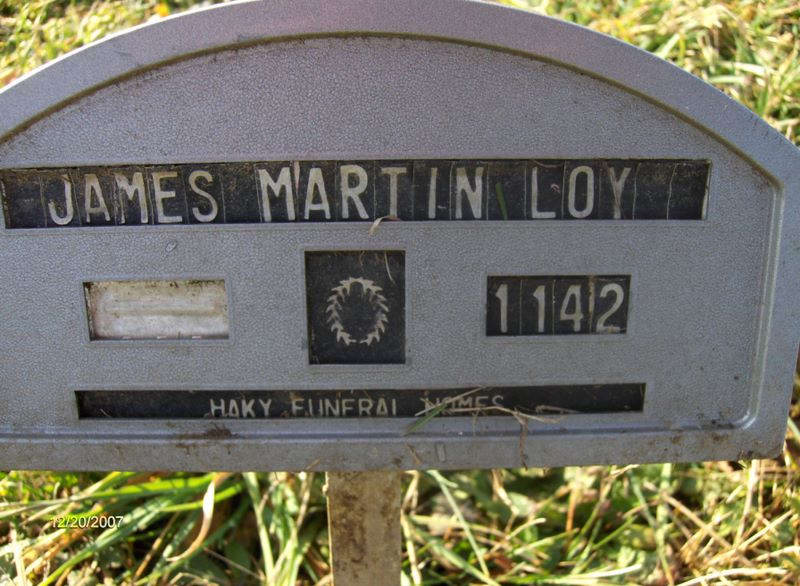 JAMES MARTIN LOY
1142
HAKY FUNERAL HOMES
12/20/2007